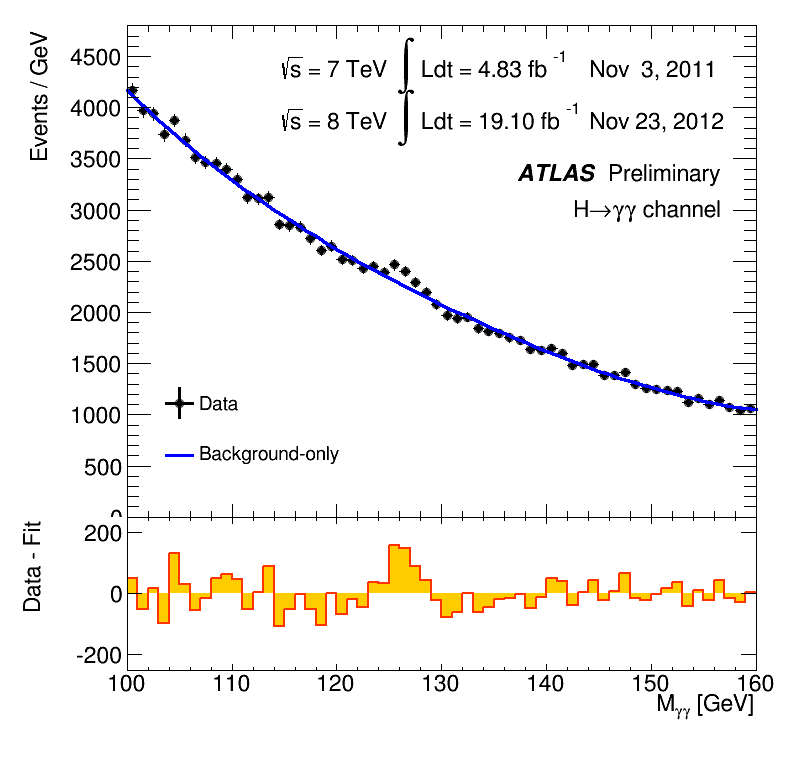 Events / GeV
4500
4000
3500
3000
2500
2000
1500
1000
500
0
√s = 7 TeV ∫ Ldt = 4.83 fb⁻¹ Nov 3, 2011
√s = 8 TeV ∫ Ldt = 19.10 fb⁻¹ Nov 23, 2012
ATLAS Preliminary
H→γγ channel
Data
Background-only
Data - Fit
200
0
-200
100 110 120 130 140 150 160
Mγγ [GeV]